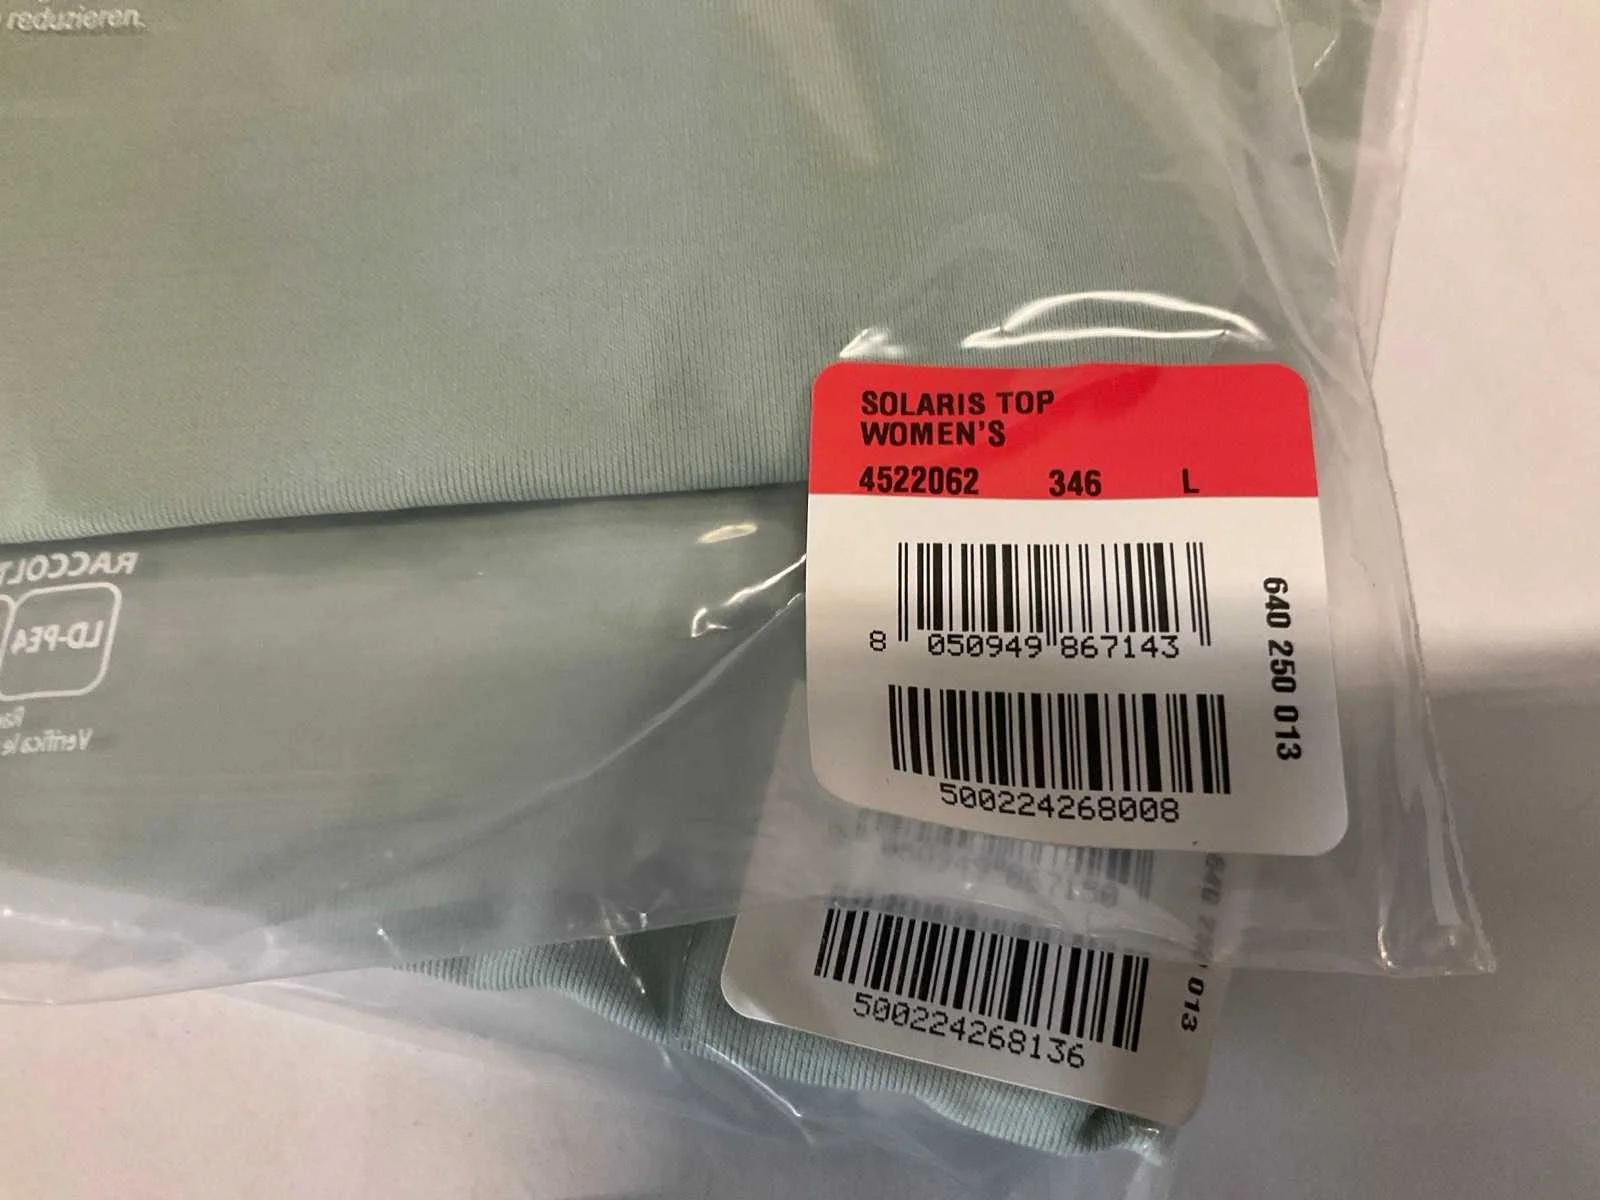 reduzieren.
SOLARIS TOP
WOMEN'S
4522062 346 L
8 050949 867143
640 250 013
500224268008
RACCOLT
LD-PE4
Verifica le
013
500224268136